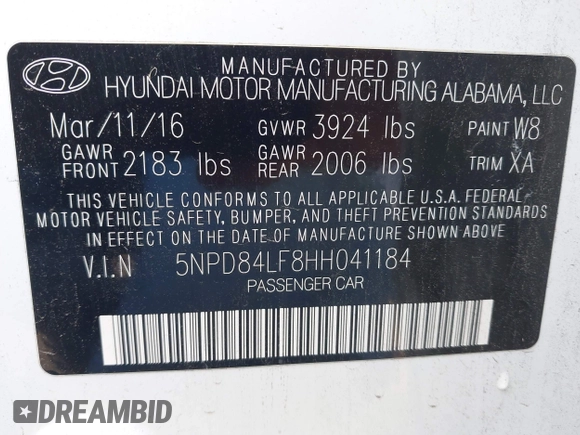 MANUFACTURED BY
HYUNDAI MOTOR MANUFACTURING ALABAMA, LLC
Mar/11/16 GVWR 3924 lbs PAINT W8
GAWR FRONT 2183 lbs GAWR REAR 2006 lbs TRIM XA
THIS VEHICLE CONFORMS TO ALL APPLICABLE U.S.A. FEDERAL
MOTOR VEHICLE SAFETY, BUMPER, AND THEFT PREVENTION STANDARDS
IN EFFECT ON THE DATE OF MANUFACTURE SHOWN ABOVE
V.I.N 5NPD84LF8HH041184
PASSENGER CAR
DREAMBID